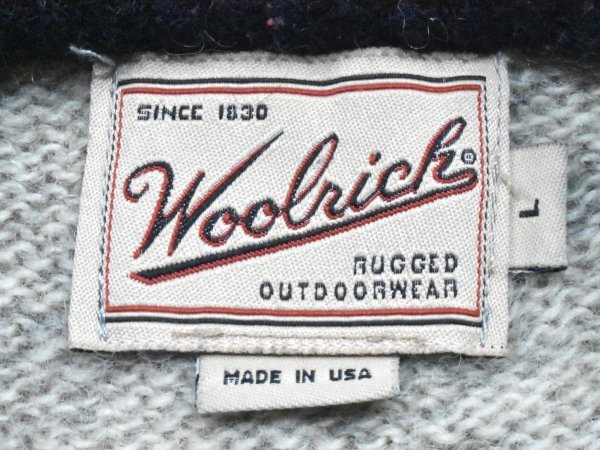 SINCE 1830
Woolrich®
RUGGED
OUTDOORWEAR
L
MADE IN USA